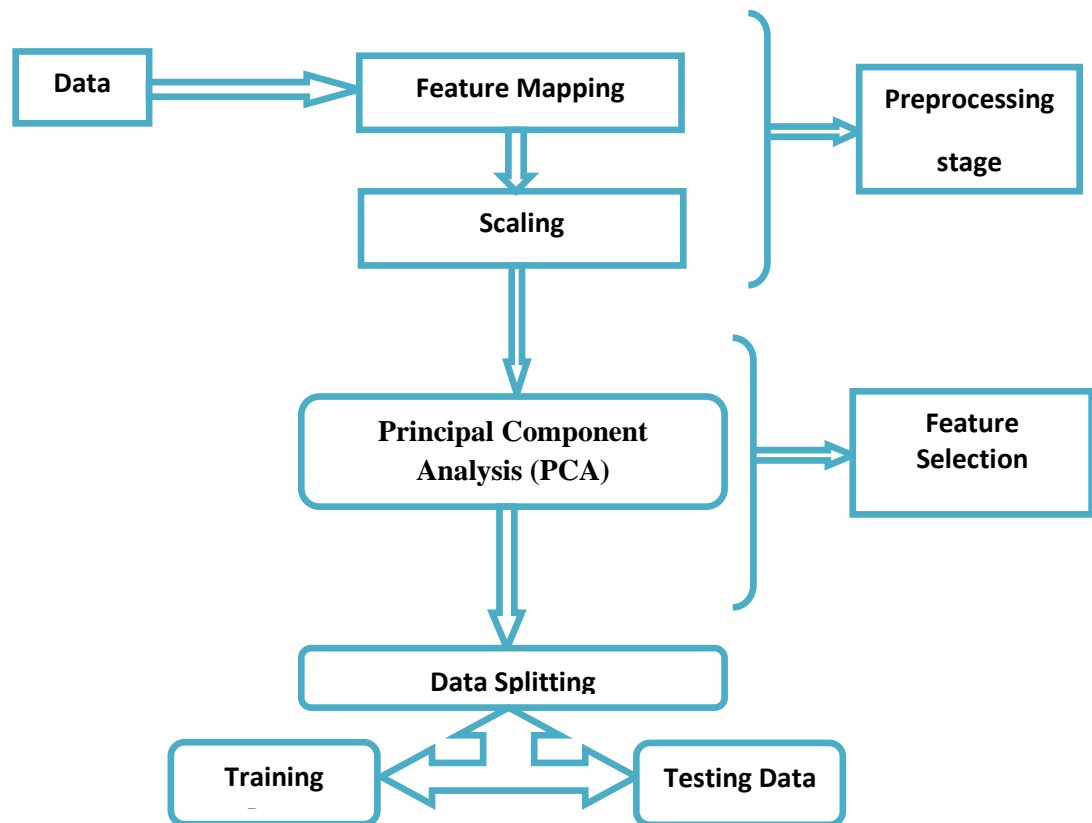 Data
Feature Mapping
Preprocessing
stage
Scaling
Principal Component
Analysis (PCA)
Feature
Selection
Data Splitting
Training
Testing Data